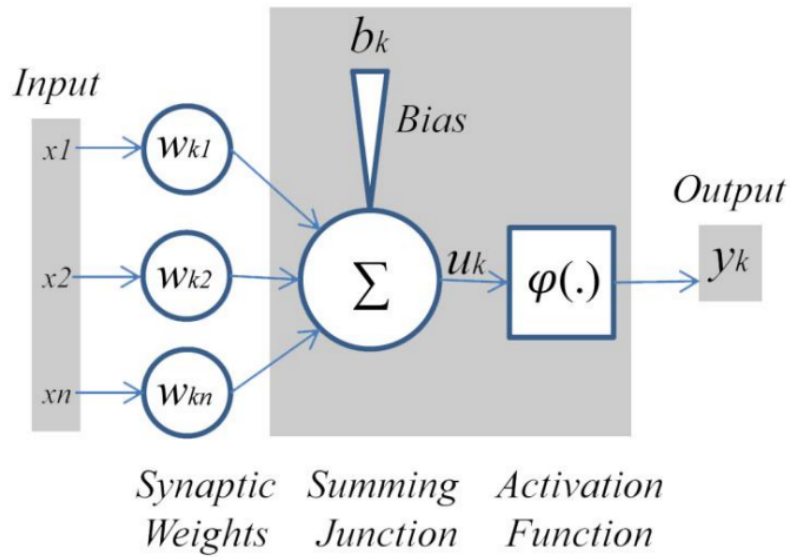 bk
Input
Bias
x1
wk1
Output
x2
wk2
∑
uk
φ(.)
yk
xn
wkn
Synaptic Weights
Summing Junction
Activation Function